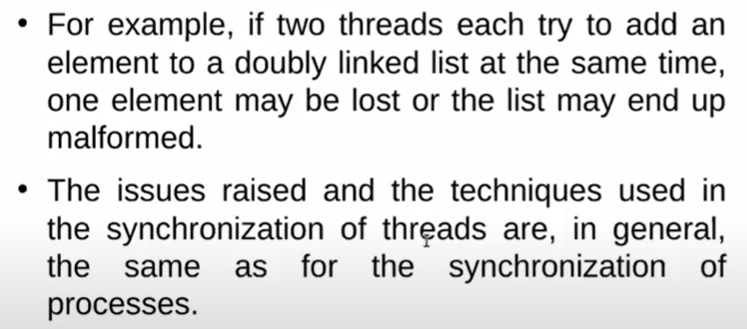 • For example, if two threads each try to add an
element to a doubly linked list at the same time,
one element may be lost or the list may end up
malformed.
• The issues raised and the techniques used in
the synchronization of threads are, in general,
the same as for the synchronization of
processes.